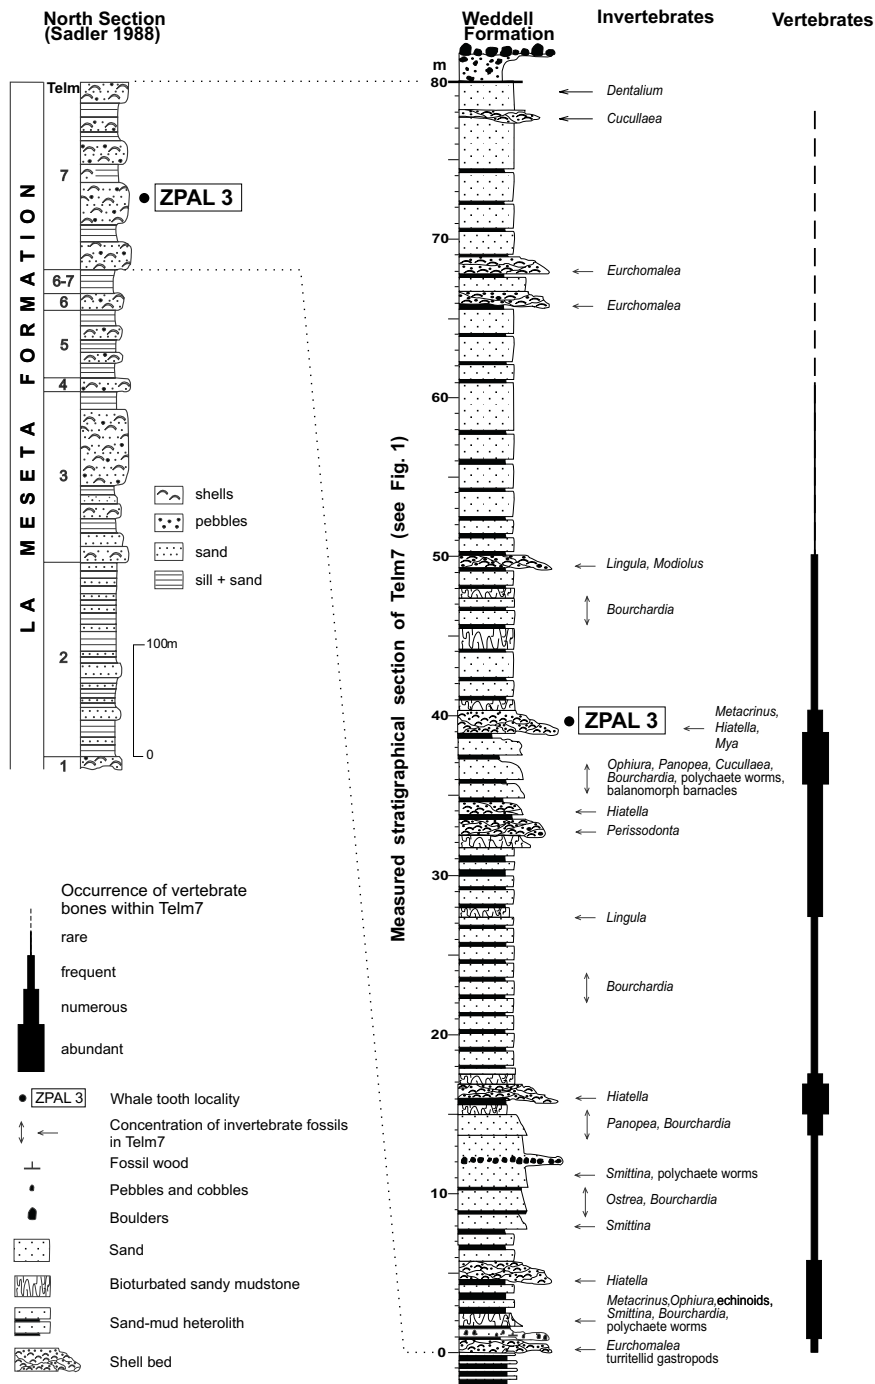 North Section
(Sadler 1988)
Telm
7
ZPAL 3
6-7
6
5
4
3
2
1
LA MESETA FORMATION
shells
pebbles
sand
sill + sand
100m
0
Occurrence of vertebrate
bones within Telm7
rare
frequent
numerous
abundant
ZPAL 3
Whale tooth locality
Concentration of invertebrate fossils
in Telm7
Fossil wood
Pebbles and cobbles
Boulders
Sand
Bioturbated sandy mudstone
Sand-mud heterolith
Shell bed
Measured stratigraphical section of Telm7 (see Fig. 1)
Weddell
Formation
m
80
70
60
50
40
30
20
10
0
ZPAL 3
Invertebrates
Dentalium
Cucullaea
Eurchomalea
Eurchomalea
Lingula, Modiolus
Bourchardia
Metacrinus,
Hiatella,
Mya
Ophiura, Panopea, Cucullaea,
Bourchardia, polychaete worms,
balanomorph barnacles
Hiatella
Perissodonta
Lingula
Bourchardia
Hiatella
Panopea, Bourchardia
Smittina, polychaete worms
Ostrea, Bourchardia
Smittina
Hiatella
Metacrinus,Ophiura,echinoids,
Smittina, Bourchardia,
polychaete worms
Eurchomalea
turritellid gastropods
Vertebrates